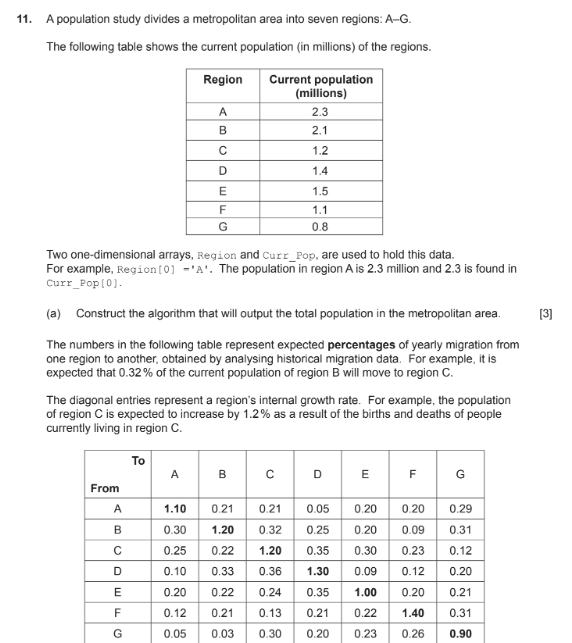 11. A population study divides a metropolitan area into seven regions: A–G.
The following table shows the current population (in millions) of the regions.
Region Current population
(millions)
A 2.3
B 2.1
C 1.2
D 1.4
E 1.5
F 1.1
G 0.8
Two one-dimensional arrays, Region and Curr_Pop, are used to hold this data.
For example, Region[0] ='A'. The population in region A is 2.3 million and 2.3 is found in
Curr_Pop[0].
(a) Construct the algorithm that will output the total population in the metropolitan area. [3]
The numbers in the following table represent expected percentages of yearly migration from
one region to another, obtained by analysing historical migration data. For example, it is
expected that 0.32% of the current population of region B will move to region C.
The diagonal entries represent a region's internal growth rate. For example, the population
of region C is expected to increase by 1.2% as a result of the births and deaths of people
currently living in region C.
To
A B C D E F G
From
A 1.10 0.21 0.21 0.05 0.20 0.20 0.29
B 0.30 1.20 0.32 0.25 0.20 0.09 0.31
C 0.25 0.22 1.20 0.35 0.30 0.23 0.12
D 0.10 0.33 0.36 1.30 0.09 0.12 0.20
E 0.20 0.22 0.24 0.35 1.00 0.20 0.21
F 0.12 0.21 0.13 0.21 0.22 1.40 0.31
G 0.05 0.03 0.30 0.20 0.23 0.26 0.90